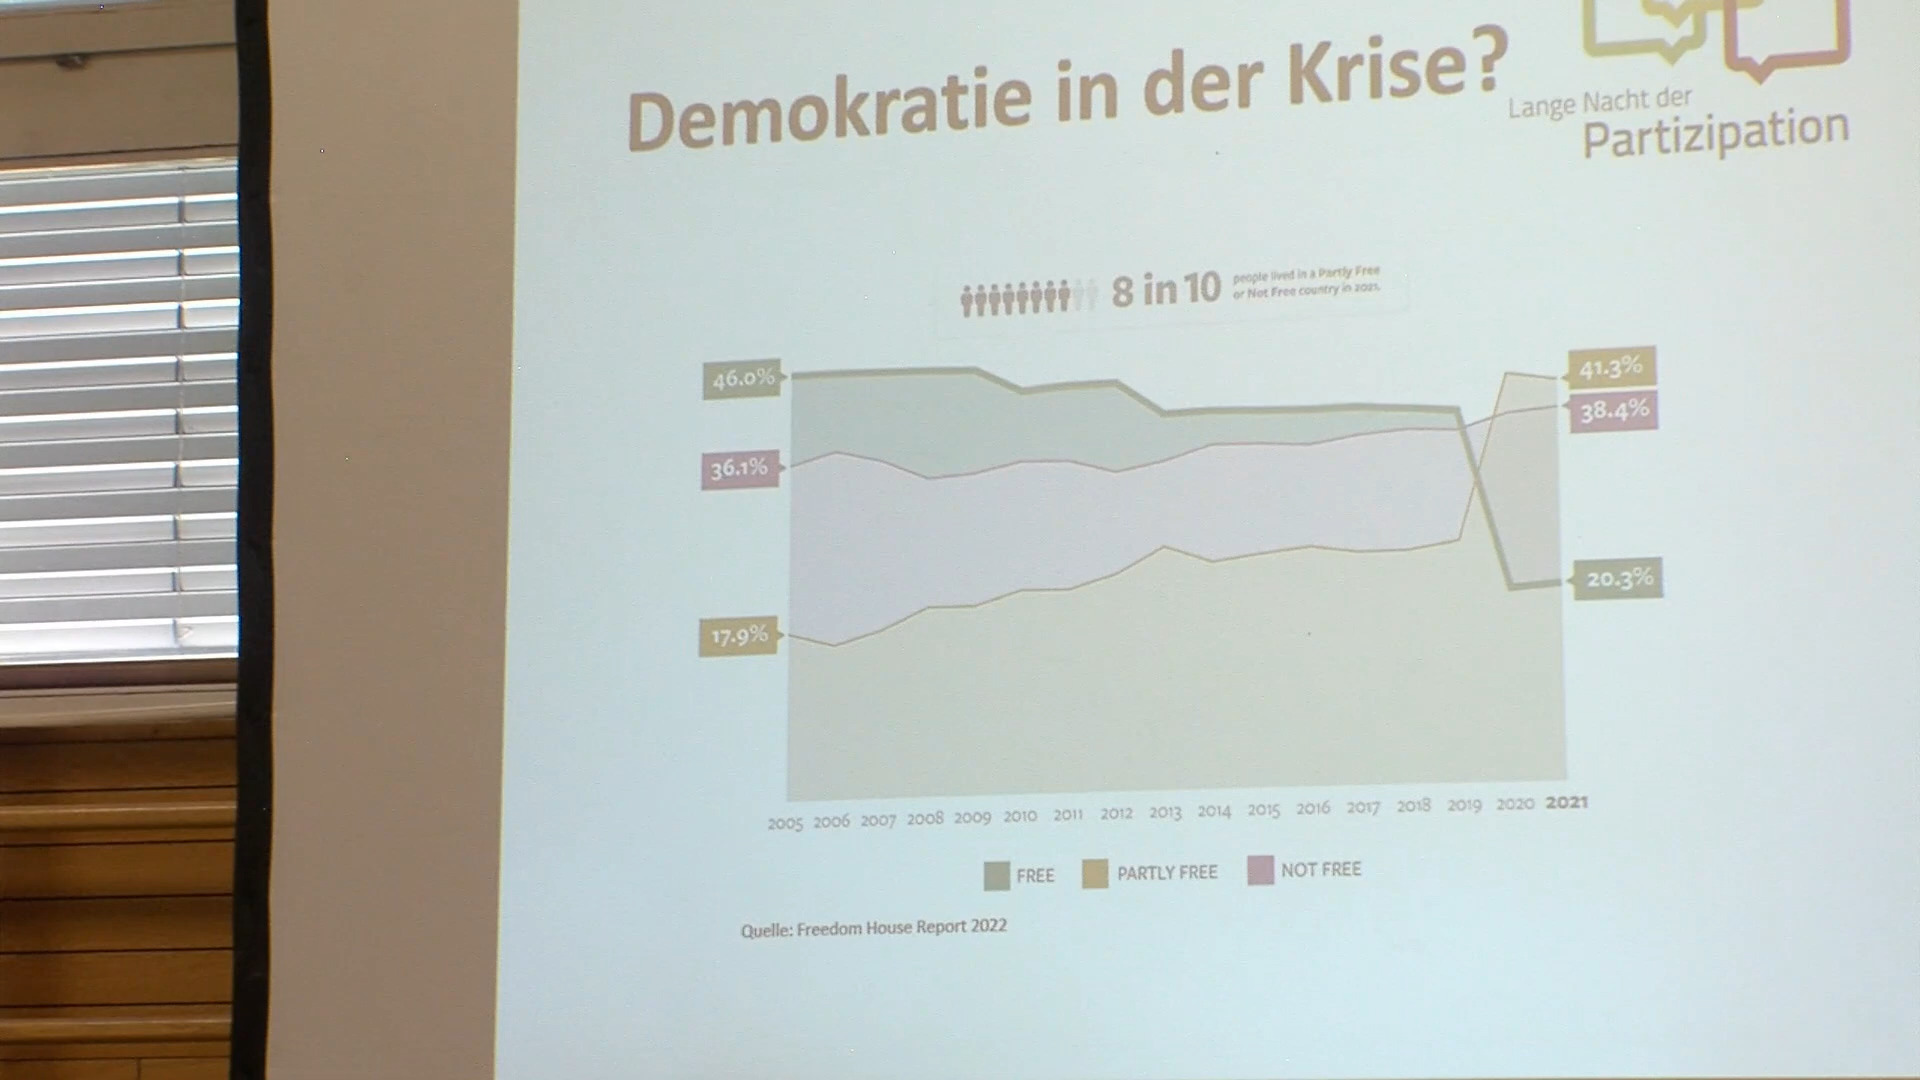 Demokratie in der Krise?
Lange Nacht der
Partizipation
8 in 10
people lived in a Partly Free
or Not Free country in 2021.
46.0%
36.1%
17.9%
41.3%
38.4%
20.3%
2005 2006 2007 2008 2009 2010 2011 2012 2013 2014 2015 2016 2017 2018 2019 2020 2021
FREE PARTLY FREE NOT FREE
Quelle: Freedom House Report 2022